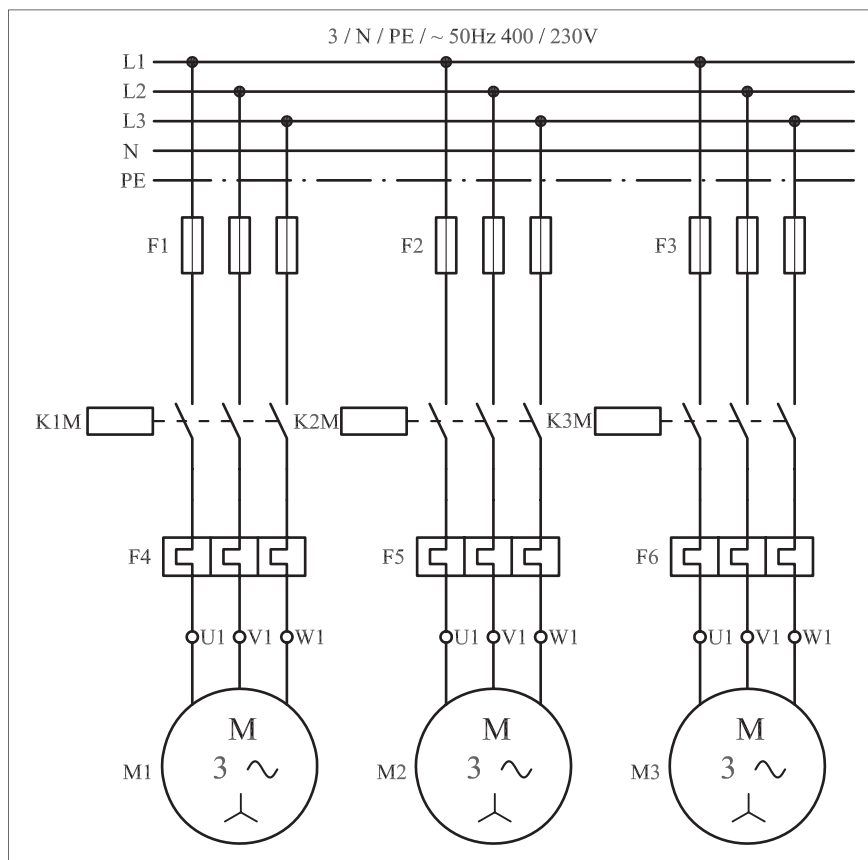 3 / N / PE / ~ 50Hz 400 / 230V
L1
L2
L3
N
PE
F1 F2 F3
K1M K2M K3M
F4 F5 F6
U1 V1 W1 U1 V1 W1 U1 V1 W1
M M M
M1 3 M2 3 M3 3